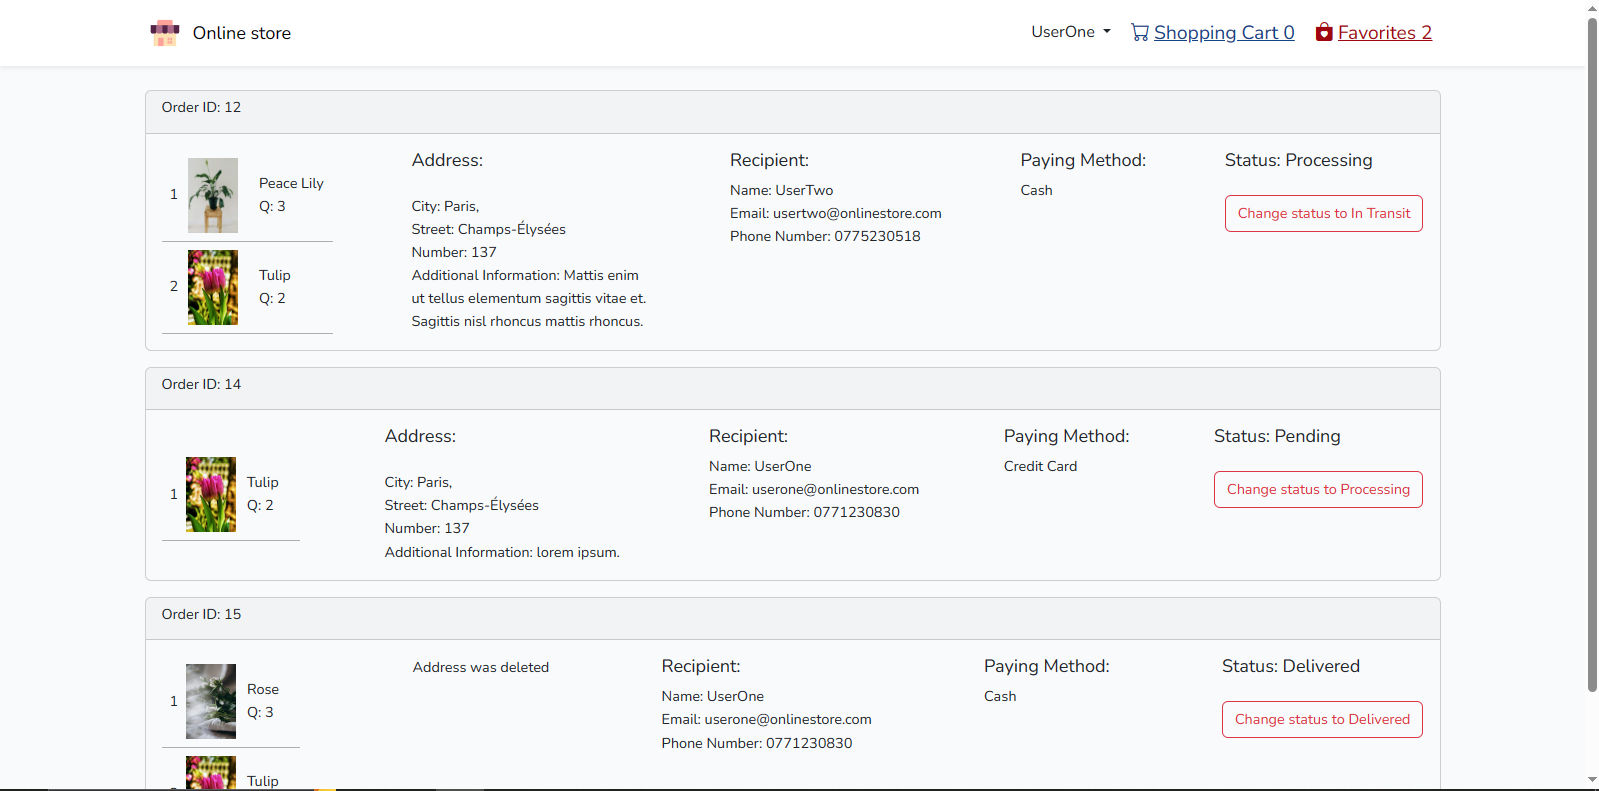 Online store
UserOne
Shopping Cart 0
Favorites 2
Order ID: 12
1
Peace Lily
Q: 3
2
Tulip
Q: 2
Address:
City: Paris,
Street: Champs-Élysées
Number: 137
Additional Information: Mattis enim
ut tellus elementum sagittis vitae et.
Sagittis nisl rhoncus mattis rhoncus.
Recipient:
Name: UserTwo
Email: usertwo@onlinestore.com
Phone Number: 0775230518
Paying Method:
Cash
Status: Processing
Change status to In Transit
Order ID: 14
1
Tulip
Q: 2
Address:
City: Paris,
Street: Champs-Élysées
Number: 137
Additional Information: lorem ipsum.
Recipient:
Name: UserOne
Email: userone@onlinestore.com
Phone Number: 0771230830
Paying Method:
Credit Card
Status: Pending
Change status to Processing
Order ID: 15
1
Rose
Q: 3
Tulip
Address was deleted
Recipient:
Name: UserOne
Email: userone@onlinestore.com
Phone Number: 0771230830
Paying Method:
Cash
Status: Delivered
Change status to Delivered